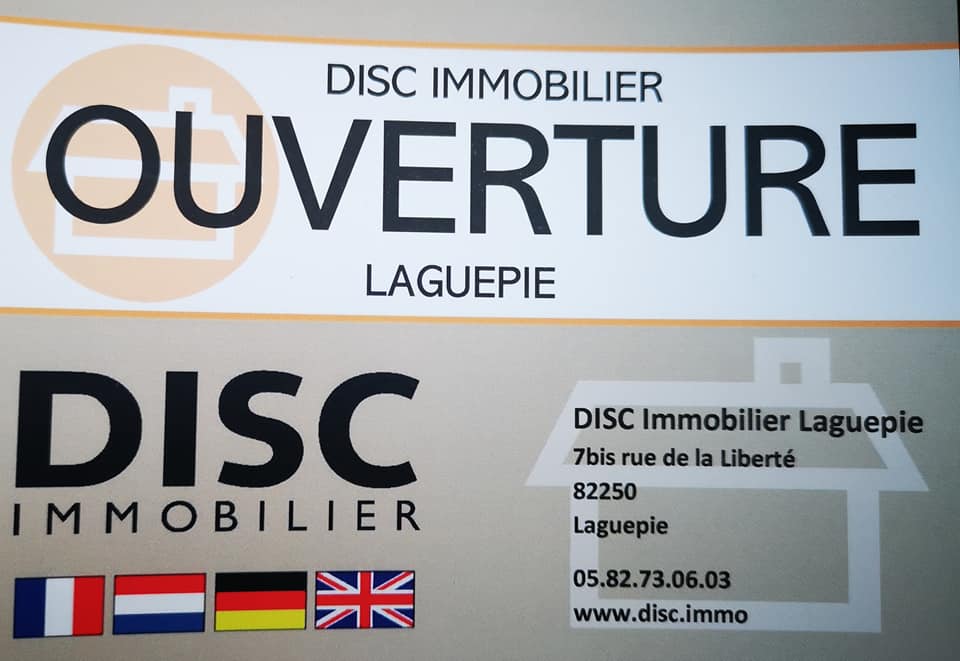 DISC IMMOBILIER
OUVERTURE
LAGUEPIE
DISC
IMMOBILIER
DISC Immobilier Laguepie
7bis rue de la Liberté
82250
Laguepie
05.82.73.06.03
www.disc.immo